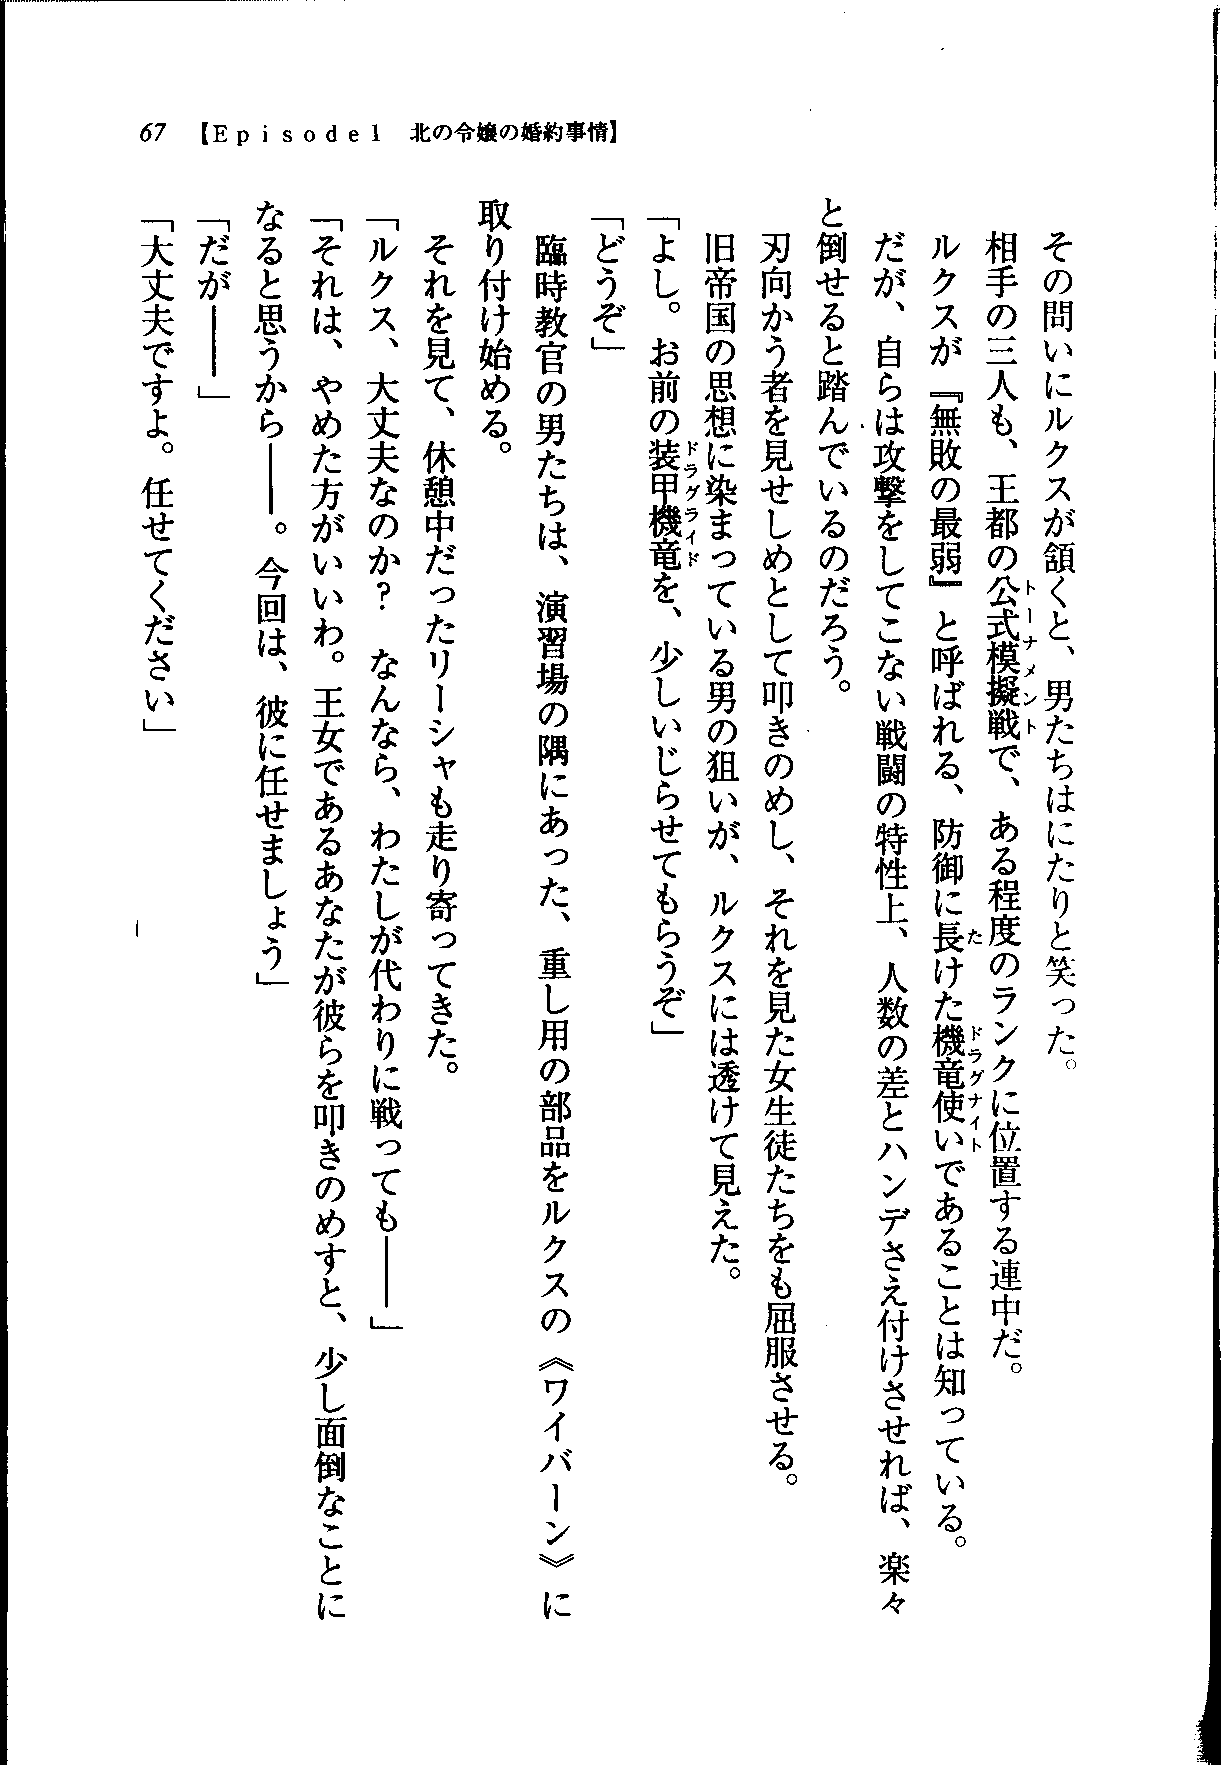 67 【Episode1 北の令嬢の婚約事情】
その問いにルクスが頷くと、男たちはにたりと笑った。
相手の三人も、王都の公式模擬戦で、ある程度のランクに位置する連中だ。
トーナメント
ルクスが『無敗の最弱』と呼ばれる、防御に長けた機竜使いであることは知っている。
た
ドラグナイト
だが、自らは攻撃をしてこない戦闘の特性上、人数の差とハンデさえ付けさせれば、楽々
と倒せると踏んでいるのだろう。
刃向かう者を見せしめとして叩きのめし、それを見た女生徒たちをも屈服させる。
旧帝国の思想に染まっている男の狙いが、ルクスには透けて見えた。
「よし。お前の装甲機竜を、少しいじらせてもらうぞ」
ドラグライド
「どうぞ」
臨時教官の男たちは、演習場の隅にあった、重し用の部品をルクスの《ワイバーン》に
取り付け始める。
それを見て、休憩中だったリーシャも走り寄ってきた。
「ルクス、大丈夫なのか? なんなら、わたしが代わりに戦っても――」
「それは、やめた方がいいわ。王女であるあなたが彼らを叩きのめすと、少し面倒なことに
なると思うから――。今回は、彼に任せましょう」
「だが――」
「大丈夫ですよ。任せてください」